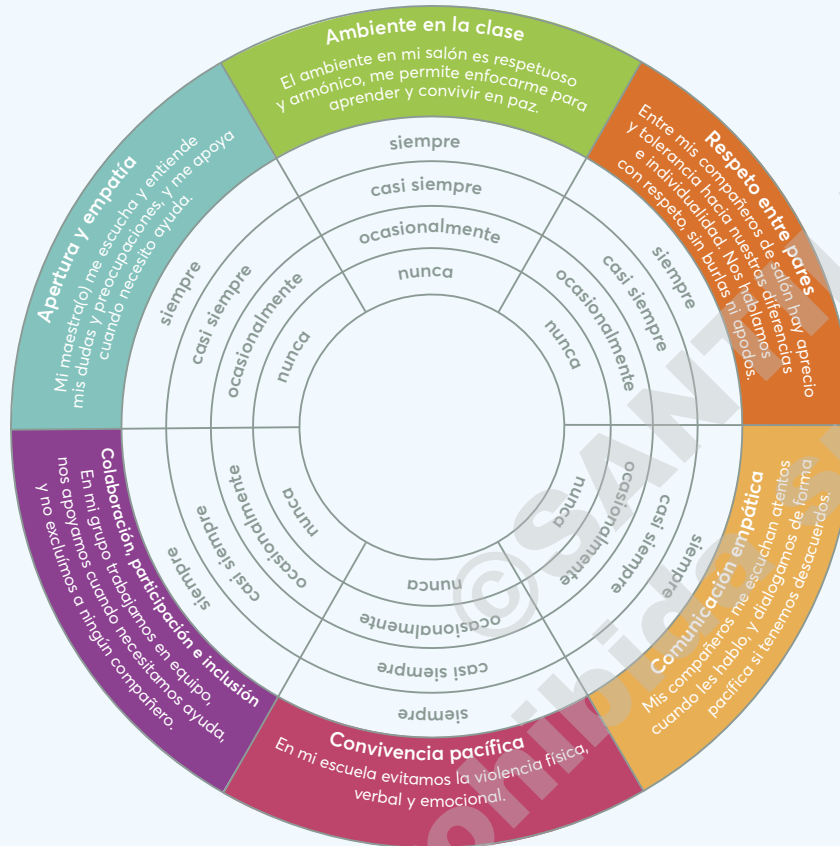 Ambiente en la clase
El ambiente en mi salón es respetuoso
y armónico, me permite enfocarme para
aprender y convivir en paz.
siempre
casi siempre
ocasionalmente
nunca
Respeto entre pares
Entre mis compañeros de salón hay aprecio
y tolerancia hacia nuestras diferencias
e individualidad. Nos hablamos
con respeto, sin burlas ni apodos.
siempre
casi siempre
ocasionalmente
nunca
Comunicación empática
Mis compañeros me escuchan atentos
cuando les hablo, y dialogamos de forma
pacífica si tenemos desacuerdos.
siempre
casi siempre
ocasionalmente
nunca
Convivencia pacífica
En mi escuela evitamos la violencia física,
verbal y emocional.
siempre
casi siempre
ocasionalmente
nunca
Colaboración, participación e inclusión
En mi grupo trabajamos en equipo,
nos apoyamos cuando necesitamos ayuda,
y no excluímos a ningún compañero.
siempre
casi siempre
ocasionalmente
nunca
Apertura y empatía
Mi maestra(o) me escucha y entiende
mis dudas y preocupaciones, y me apoya
cuando necesito ayuda.
siempre
casi siempre
ocasionalmente
nunca